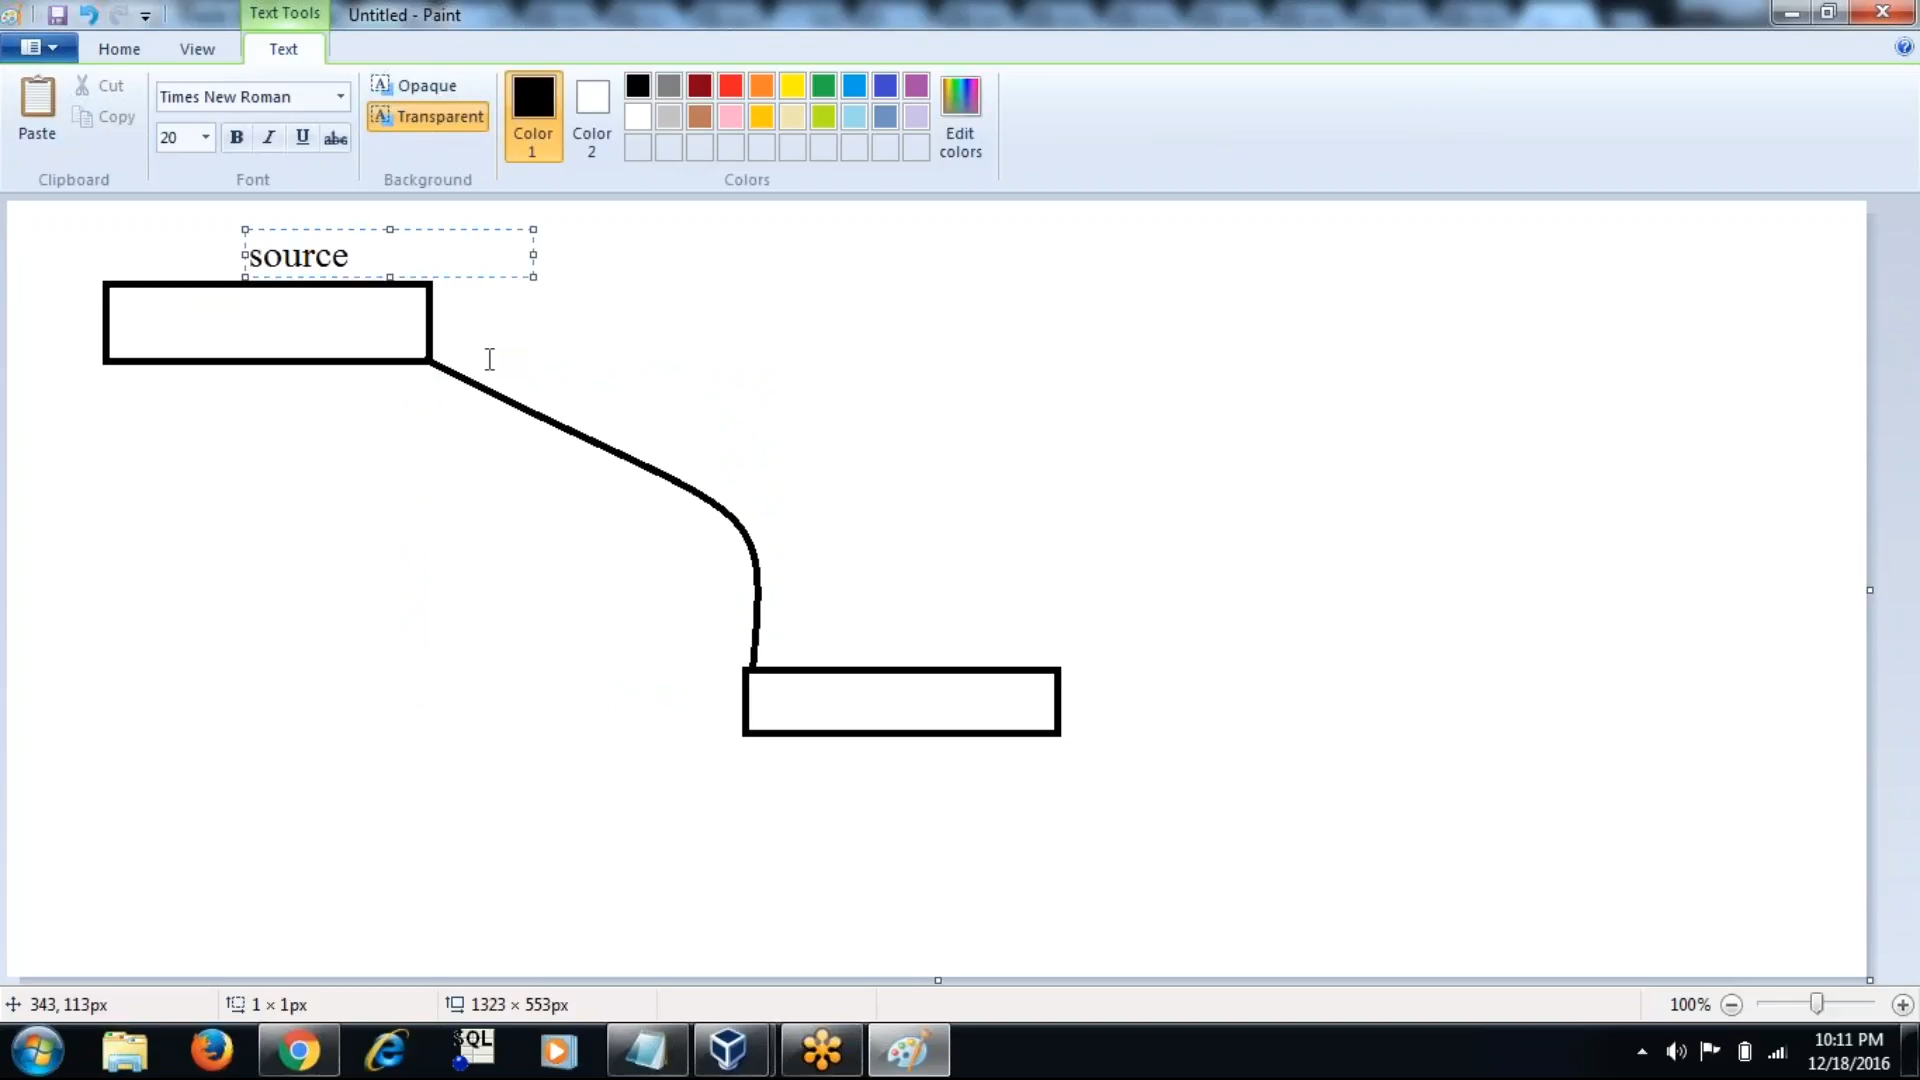 Text Tools
Untitled - Paint
Home
View
Text
Paste
Cut
Copy
Clipboard
Times New Roman
20
B
I
U
abc
Font
Opaque
Transparent
Background
Color
1
Color
2
Edit
colors
Colors
source
343, 113px
1 × 1px
1323 × 553px
100%
SQL
10:11 PM
12/18/2016